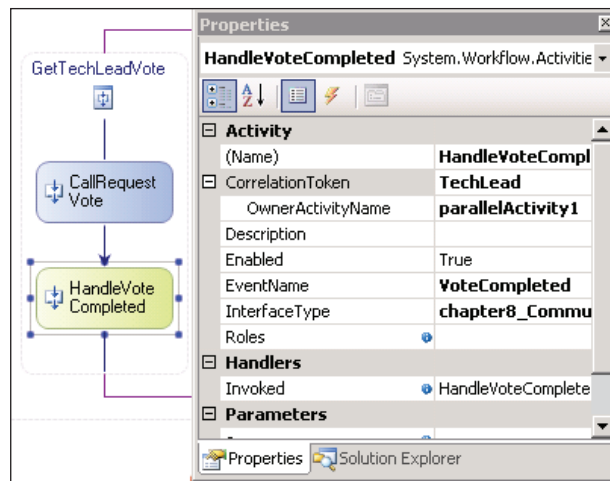 GetTechLeadVote
CallRequest
Vote
HandleVote
Completed
Properties
HandleVoteCompleted System.Workflow.Activitie
Activity
(Name) HandleVoteCompl
CorrelationToken TechLead
OwnerActivityName parallelActivity1
Description
Enabled True
EventName VoteCompleted
InterfaceType chapter8_Commu
Roles
Handlers
Invoked HandleVoteComplete
Parameters
Properties Solution Explorer